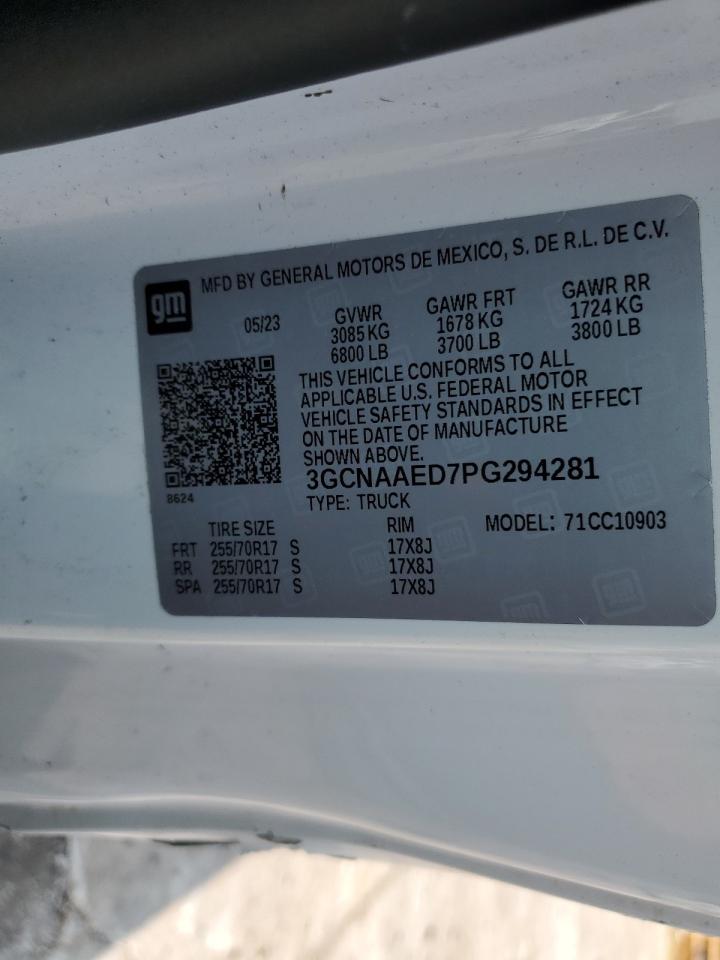 MFD BY GENERAL MOTORS DE MEXICO, S. DE R.L. DE C.V.
gm
05/23
GVWR
3085 KG
6800 LB
GAWR FRT
1678 KG
3700 LB
GAWR RR
1724 KG
3800 LB
THIS VEHICLE CONFORMS TO ALL
APPLICABLE U.S. FEDERAL MOTOR
VEHICLE SAFETY STANDARDS IN EFFECT
ON THE DATE OF MANUFACTURE
SHOWN ABOVE.
3GCNAAED7PG294281
8624
TYPE: TRUCK
TIRE SIZE RIM MODEL: 71CC10903
FRT 255/70R17 S 17X8J
RR 255/70R17 S 17X8J
SPA 255/70R17 S 17X8J